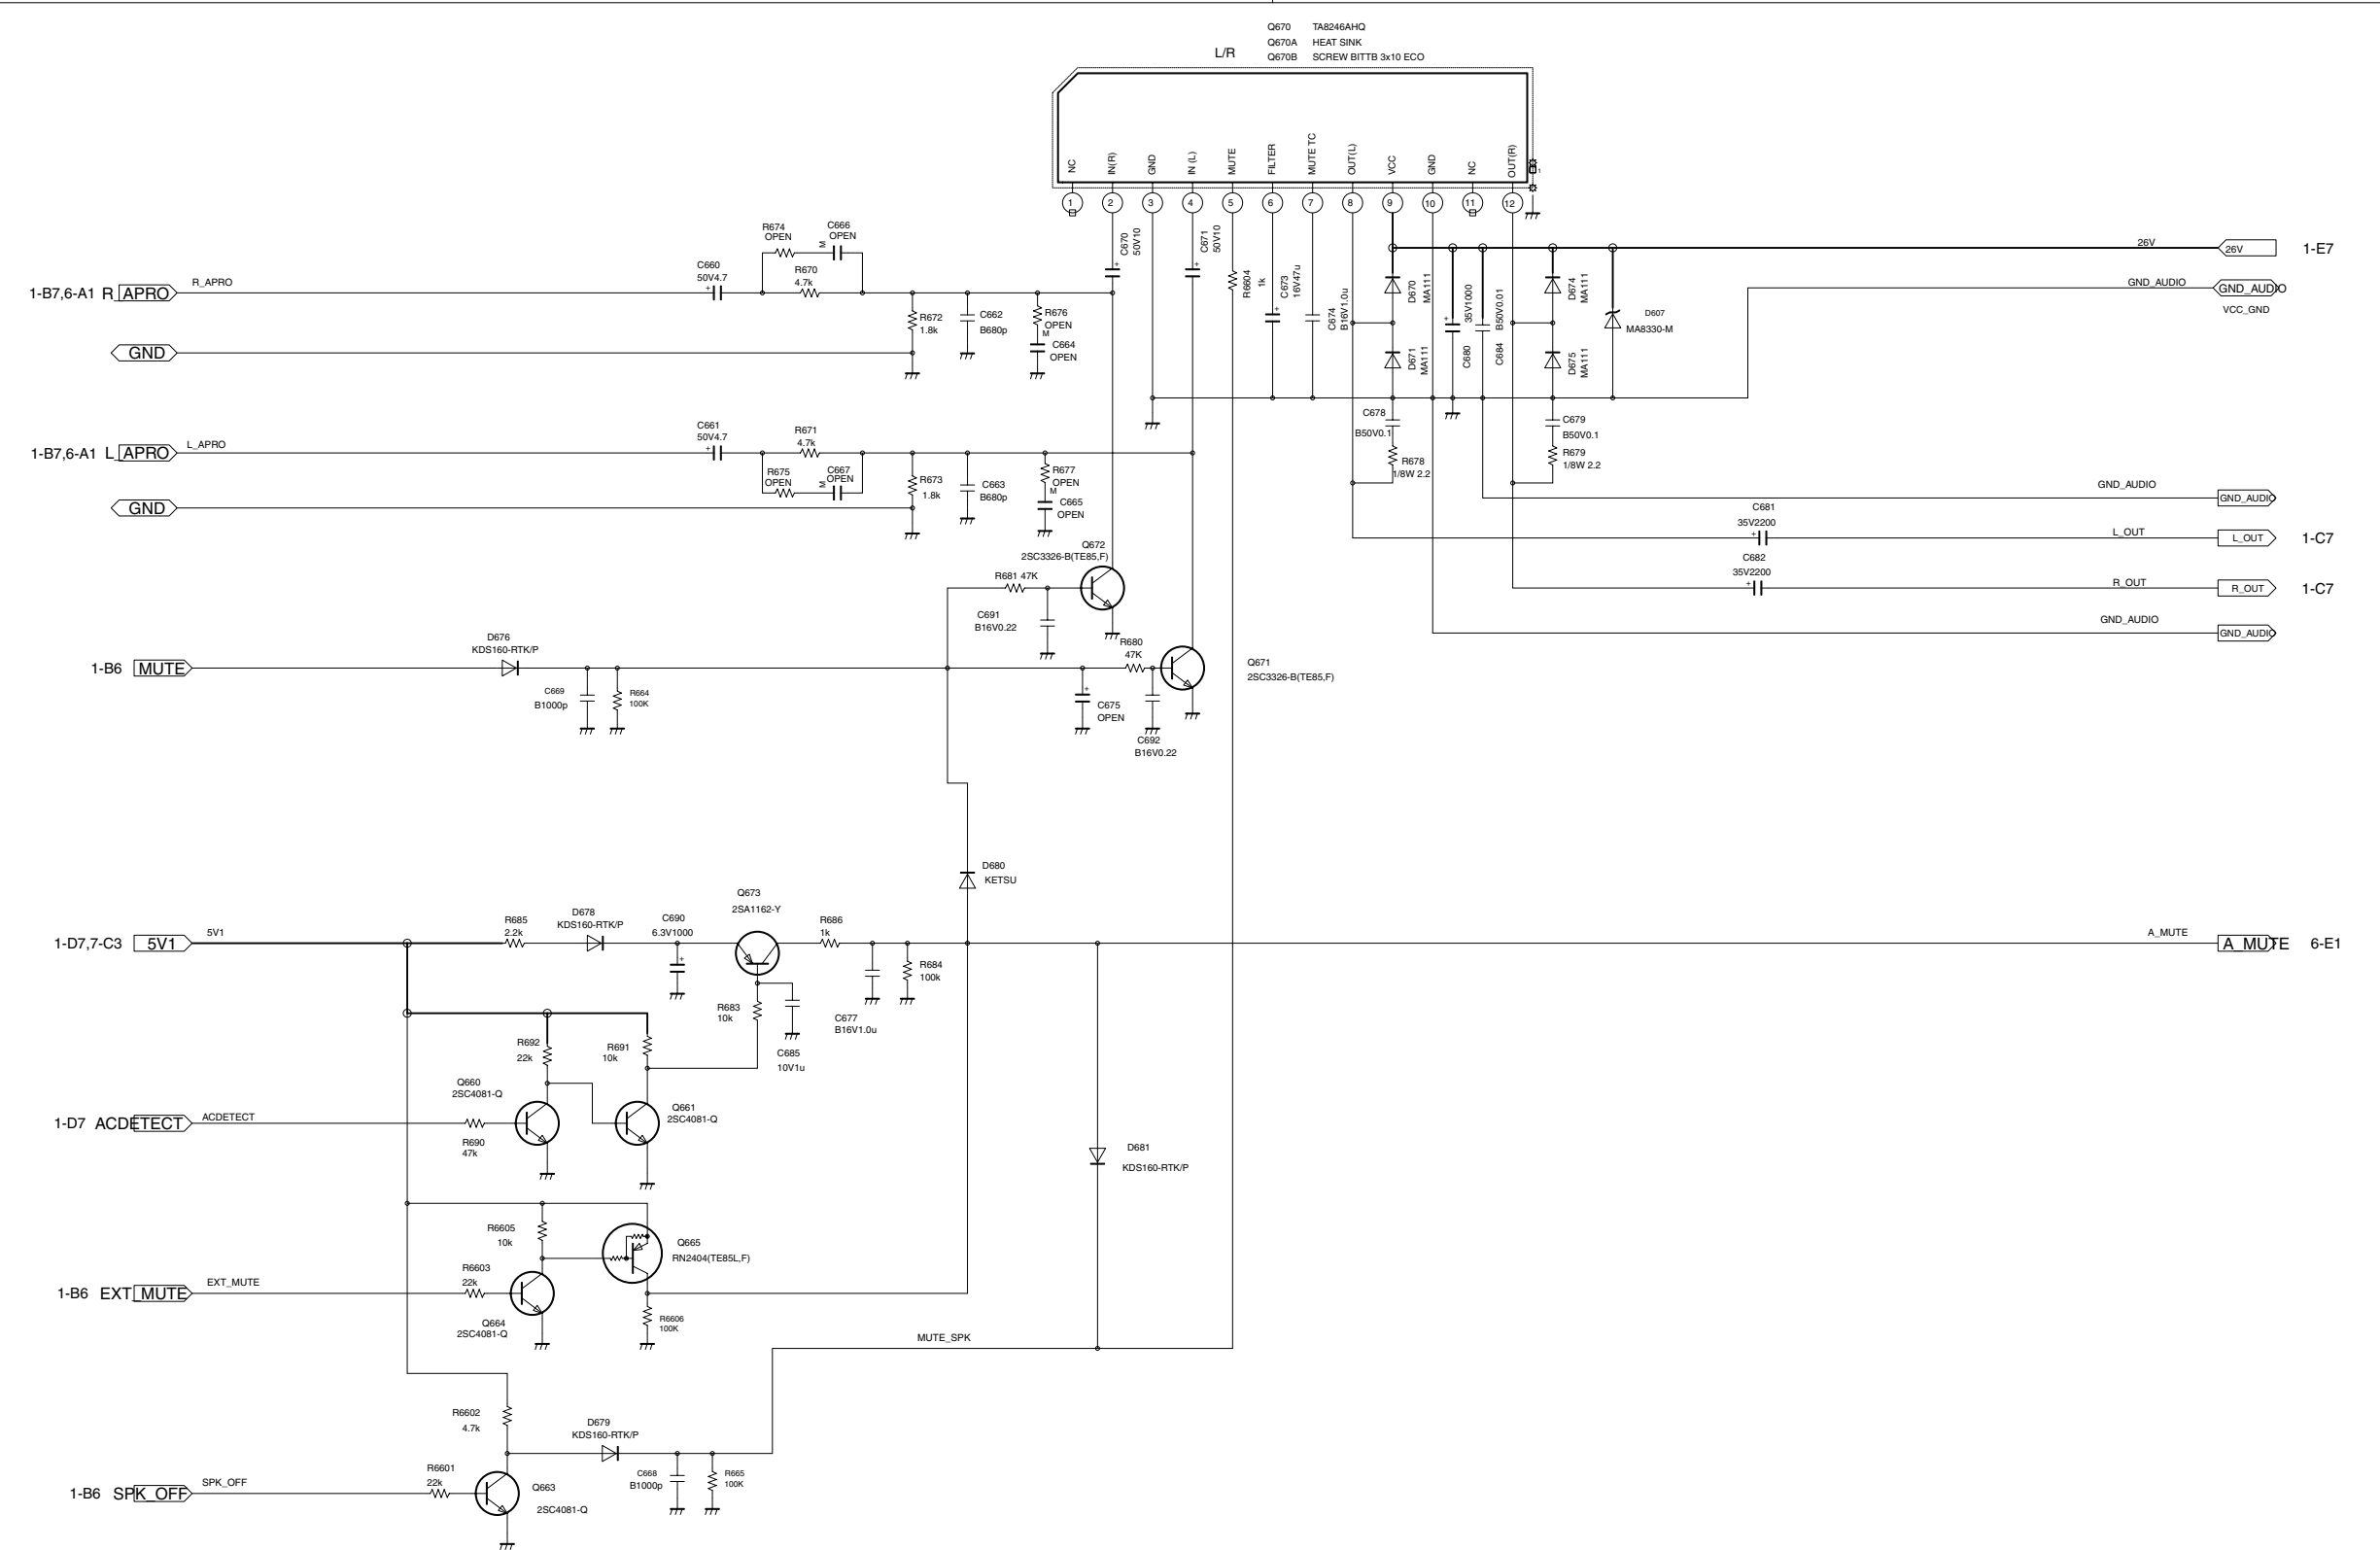 Q670 TA8246AHQ
Q670A HEAT SINK
Q670B SCREW BITTB 3x10 ECO
L/R
NC
IN(R)
GND
IN (L)
MUTE
FILTER
MUTE TC
OUT(L)
VCC
GND
NC
OUT(R)
1
2
3
4
5
6
7
8
9
10
11
12
1
R674
OPEN
C666
OPEN
M
C660
50V4.7
+
R670
4.7k
1-B7,6-A1 R_APRO
R_APRO
R672
1.8k
C662
B680p
R676
OPEN
M
C664
OPEN
GND
C670
50V10
+
C671
50V10
+
R6604
1k
C673
16V47u
+
C674
B16V1.0u
D670
MA111
D671
MA111
35V1000
+
C680
B50V0.01
C684
D674
MA111
D675
MA111
D607
MA8330-M
26V
26V
1-E7
GND_AUDIO
GND_AUDIO
VCC_GND
1-B7,6-A1 L_APRO
L_APRO
C661
50V4.7
+
R671
4.7k
R675
OPEN
C667
OPEN
M
R673
1.8k
C663
B680p
R677
OPEN
M
C665
OPEN
GND
C678
B50V0.1
R678
1/8W 2.2
C679
B50V0.1
R679
1/8W 2.2
GND_AUDIO
GND_AUDIO
C681
35V2200
+
L_OUT
L_OUT
1-C7
C682
35V2200
+
R_OUT
R_OUT
1-C7
GND_AUDIO
GND_AUDIO
Q672
2SC3326-B(TE85,F)
R681 47K
C691
B16V0.22
1-B6 MUTE
D676
KDS160-RTK/P
C669
B1000p
R664
100K
R680
47K
+
C675
OPEN
C692
B16V0.22
Q671
2SC3326-B(TE85,F)
D680
KETSU
1-D7,7-C3 5V1
5V1
R685
2.2k
D678
KDS160-RTK/P
C690
6.3V1000
+
Q673
2SA1162-Y
R686
1k
R684
100k
C677
B16V1.0u
R683
10k
C685
10V1u
A_MUTE
A_MUTE 6-E1
R692
22k
R691
10k
Q660
2SC4081-Q
Q661
2SC4081-Q
1-D7 ACDETECT
ACDETECT
R690
47k
D681
KDS160-RTK/P
R6605
10k
Q665
RN2404(TE85L,F)
1-B6 EXT_MUTE
EXT_MUTE
R6603
22k
Q664
2SC4081-Q
R6606
100K
MUTE_SPK
R6602
4.7k
D679
KDS160-RTK/P
C668
B1000p
R665
100K
1-B6 SPK_OFF
SPK_OFF
R6601
22k
Q663
2SC4081-Q